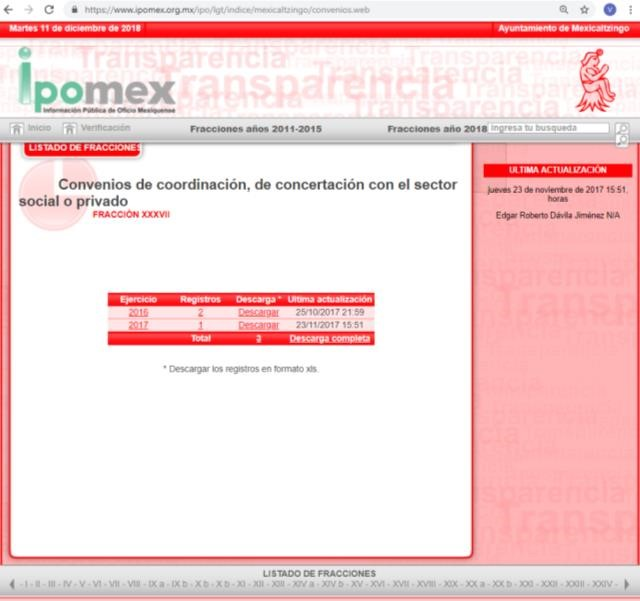 https://www.ipomex.org.mx/ipo/lgt/indice/mexicaltzingo/convenios.web
Martes 11 de diciembre de 2018
Ayuntamiento de Mexicaltzingo
Transparencia
ipomex
Información Pública de Oficio Mexiquense
Inicio
Verificación
Fracciones años 2011-2015
Fracciones año 2018
Ingresa tu busqueda
LISTADO DE FRACCIONES
Convenios de coordinación, de concertación con el sector
social o privado
FRACCIÓN XXXVII
ULTIMA ACTUALIZACIÓN
jueves 23 de noviembre de 2017 15:51,
horas
Edgar Roberto Dávila Jiménez N/A
Ejercicio Registros Descarga * Ultima actualización
2016 2 Descargar 25/10/2017 21:59
2017 1 Descargar 23/11/2017 15:51
Total 3 Descarga completa
* Descargar los registros en formato xls.
LISTADO DE FRACCIONES
- I - II - III - IV - V - VI - VII - VIII - IX a - IX b - X b - X b - XI - XII - XIII - XIV a - XIV b - XV - XVI - XVII - XVIII - XIX - XX a - XX b - XXI - XXII - XXIII - XXIV -